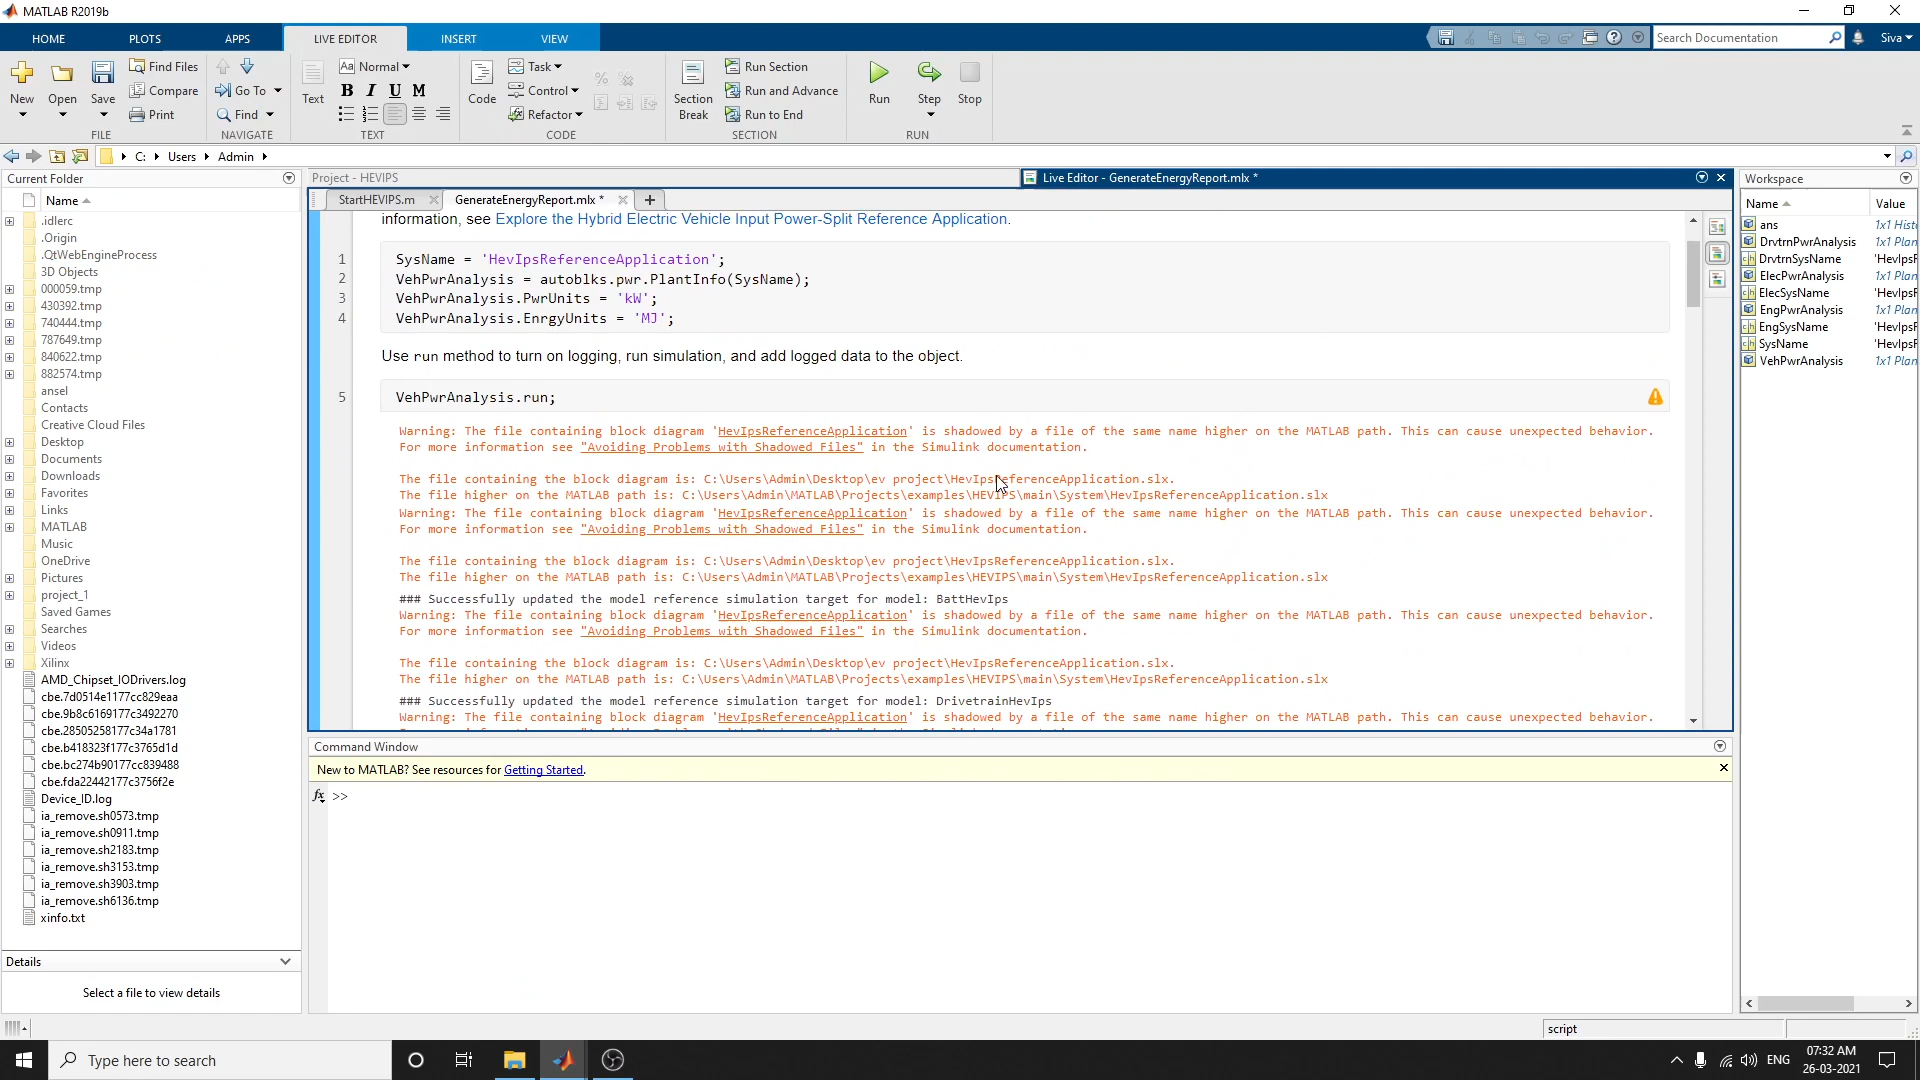 MATLAB R2019b
HOME PLOTS APPS LIVE EDITOR INSERT VIEW
Search Documentation
Siva
New Open Save
Find Files
Compare
Print
FILE
Go To
Find
NAVIGATE
Text
Aa Normal
B I U M
TEXT
Code
Task
Control
Refactor
CODE
Section Break
Run Section
Run and Advance
Run to End
SECTION
Run Step Stop
RUN
C: Users Admin
Current Folder
Name
.idlerc
.Origin
.QtWebEngineProcess
3D Objects
000059.tmp
430392.tmp
740444.tmp
787649.tmp
840622.tmp
882574.tmp
ansel
Contacts
Creative Cloud Files
Desktop
Documents
Downloads
Favorites
Links
MATLAB
Music
OneDrive
Pictures
project_1
Saved Games
Searches
Videos
Xilinx
AMD_Chipset_IODrivers.log
cbe.7d0514e1177cc829eaa
cbe.9b8c6169177c3492270
cbe.28505258177c34a1781
cbe.b418323f177c3765d1d
cbe.bc274b90177cc839488
cbe.fda22442177c3756f2e
Device_ID.log
ia_remove.sh0573.tmp
ia_remove.sh0911.tmp
ia_remove.sh2183.tmp
ia_remove.sh3153.tmp
ia_remove.sh3903.tmp
ia_remove.sh6136.tmp
xinfo.txt
Details
Select a file to view details
Project - HEVIPS
Live Editor - GenerateEnergyReport.mlx *
StartHEVIPS.m
GenerateEnergyReport.mlx *
information, see Explore the Hybrid Electric Vehicle Input Power-Split Reference Application.
1 SysName = 'HevIpsReferenceApplication';
2 VehPwrAnalysis = autoblks.pwr.PlantInfo(SysName);
3 VehPwrAnalysis.PwrUnits = 'kW';
4 VehPwrAnalysis.EnrgyUnits = 'MJ';
Use run method to turn on logging, run simulation, and add logged data to the object.
5 VehPwrAnalysis.run;
Warning: The file containing block diagram 'HevIpsReferenceApplication' is shadowed by a file of the same name higher on the MATLAB path. This can cause unexpected behavior.
For more information see "Avoiding Problems with Shadowed Files" in the Simulink documentation.
The file containing the block diagram is: C:\Users\Admin\Desktop\ev project\HevIpsReferenceApplication.slx.
The file higher on the MATLAB path is: C:\Users\Admin\MATLAB\Projects\examples\HEVIPS\main\System\HevIpsReferenceApplication.slx
Warning: The file containing block diagram 'HevIpsReferenceApplication' is shadowed by a file of the same name higher on the MATLAB path. This can cause unexpected behavior.
For more information see "Avoiding Problems with Shadowed Files" in the Simulink documentation.
The file containing the block diagram is: C:\Users\Admin\Desktop\ev project\HevIpsReferenceApplication.slx.
The file higher on the MATLAB path is: C:\Users\Admin\MATLAB\Projects\examples\HEVIPS\main\System\HevIpsReferenceApplication.slx
### Successfully updated the model reference simulation target for model: BattHevIps
Warning: The file containing block diagram 'HevIpsReferenceApplication' is shadowed by a file of the same name higher on the MATLAB path. This can cause unexpected behavior.
For more information see "Avoiding Problems with Shadowed Files" in the Simulink documentation.
The file containing the block diagram is: C:\Users\Admin\Desktop\ev project\HevIpsReferenceApplication.slx.
The file higher on the MATLAB path is: C:\Users\Admin\MATLAB\Projects\examples\HEVIPS\main\System\HevIpsReferenceApplication.slx
### Successfully updated the model reference simulation target for model: DrivetrainHevIps
Warning: The file containing block diagram 'HevIpsReferenceApplication' is shadowed by a file of the same name higher on the MATLAB path. This can cause unexpected behavior.
Command Window
New to MATLAB? See resources for Getting Started.
fx >>
Workspace
Name Value
ans 1x1 Hist
DrvtrnPwrAnalysis 1x1 Plan
DrvtrnSysName 'HevIpsF
ElecPwrAnalysis 1x1 Plan
ElecSysName 'HevIpsF
EngPwrAnalysis 1x1 Plan
EngSysName 'HevIpsF
SysName 'HevIpsF
VehPwrAnalysis 1x1 Plan
script
Type here to search
ENG
07:32 AM
26-03-2021